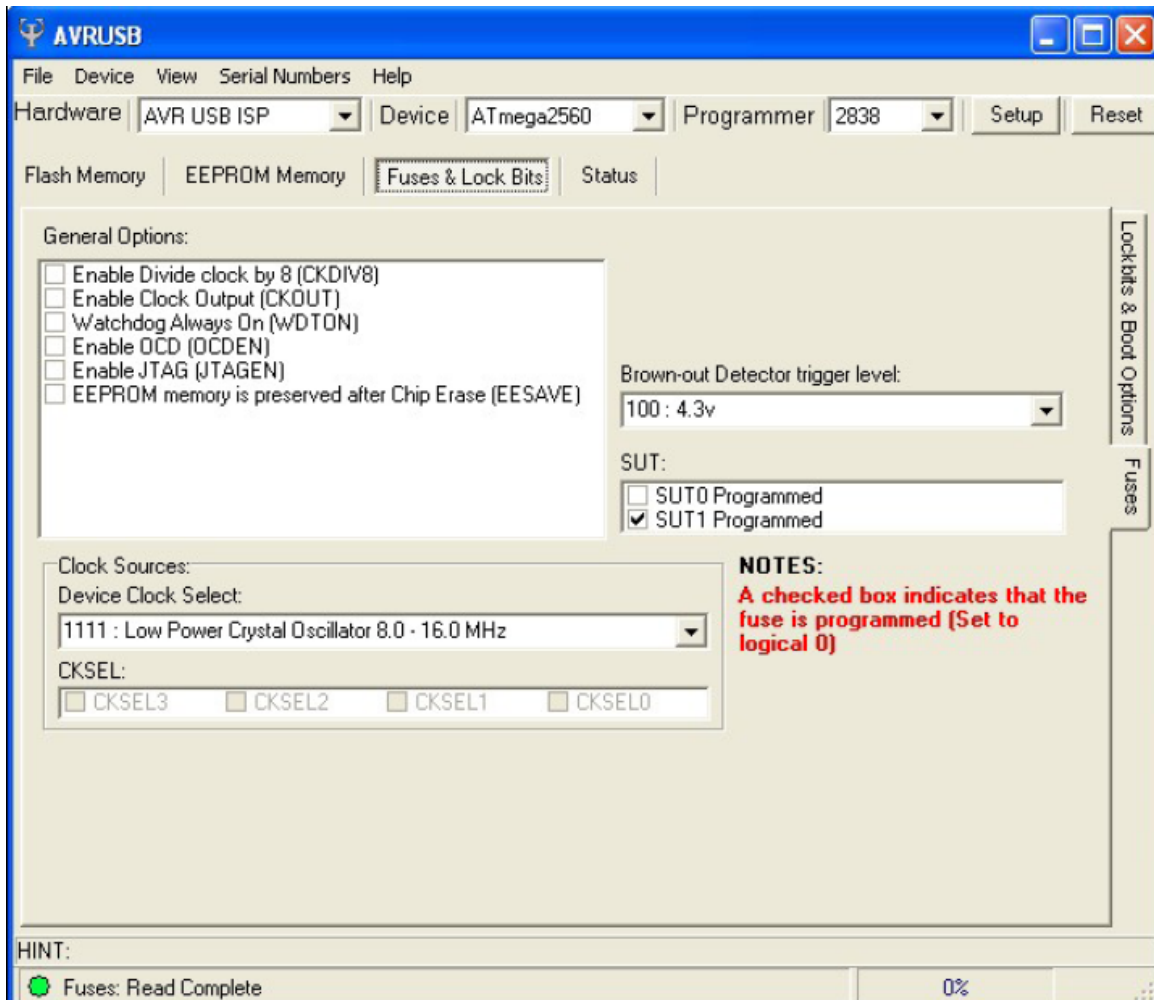 AVRUSB
File Device View Serial Numbers Help
Hardware AVR USB ISP Device ATmega2560 Programmer 2838 Setup Reset
Flash Memory EEPROM Memory Fuses & Lock Bits Status
General Options:
Enable Divide clock by 8 (CKDIV8)
Enable Clock Output (CKOUT)
Watchdog Always On (WDTON)
Enable OCD (OCDEN)
Enable JTAG (JTAGEN)
EEPROM memory is preserved after Chip Erase (EESAVE)
Brown-out Detector trigger level:
100 : 4.3v
SUT:
SUT0 Programmed
SUT1 Programmed
Clock Sources:
Device Clock Select:
1111 : Low Power Crystal Oscillator 8.0 - 16.0 MHz
CKSEL:
CKSEL3 CKSEL2 CKSEL1 CKSEL0
NOTES:
A checked box indicates that the
fuse is programmed (Set to
logical 0)
Lockbits & Boot Options
Fuses
HINT:
Fuses: Read Complete 0%